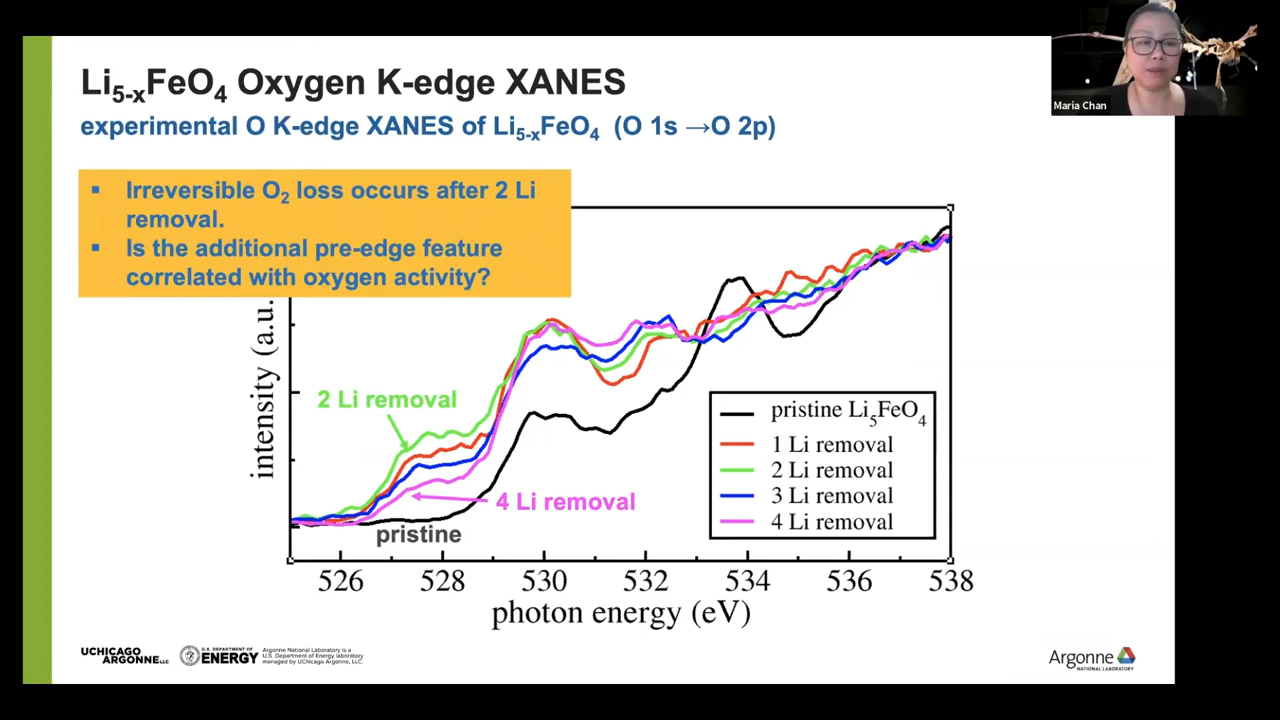 Li5-xFeO4 Oxygen K-edge XANES
experimental O K-edge XANES of Li5-xFeO4 (O 1s →O 2p)
Maria Chan
▪ Irreversible O2 loss occurs after 2 Li
removal.
▪ Is the additional pre-edge feature
correlated with oxygen activity?
intensity (a.u.
2 Li removal
4 Li removal
pristine
pristine Li5FeO4
1 Li removal
2 Li removal
3 Li removal
4 Li removal
526 528 530 532 534 536 538
photon energy (eV)
UCHICAGO
ARGONNE LLC
U.S. DEPARTMENT OF
ENERGY
Argonne National Laboratory is a
U.S. Department of Energy laboratory
managed by UChicago Argonne, LLC.
Argonne
NATIONAL LABORATORY